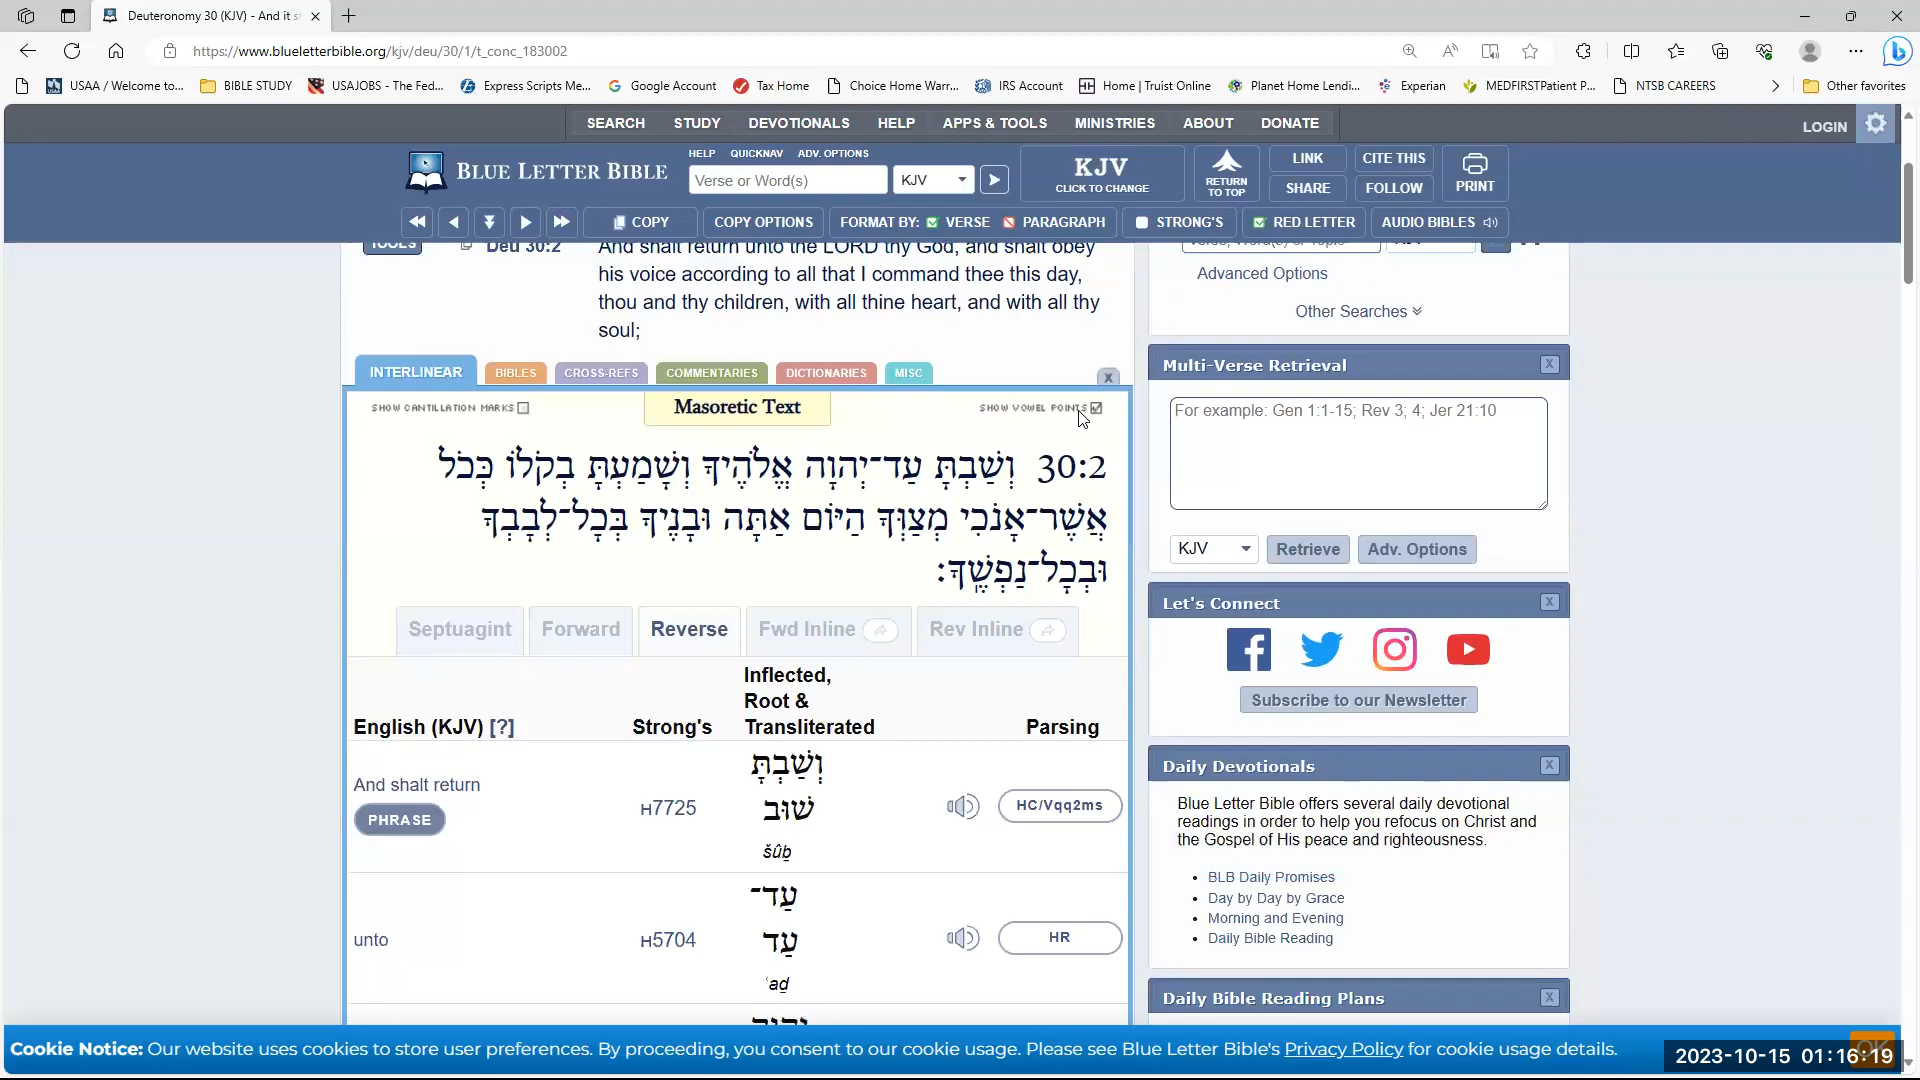 Deuteronomy 30 (KJV) - And it s
https://www.blueletterbible.org/kjv/deu/30/1/t_conc_183002
USAA / Welcome to...
BIBLE STUDY
USAJOBS - The Fed...
Express Scripts Me...
Google Account
Tax Home
Choice Home Warr...
IRS Account
Home | Truist Online
Planet Home Lendi...
Experian
MEDFIRSTPatient P...
NTSB CAREERS
Other favorites
SEARCH STUDY DEVOTIONALS HELP APPS & TOOLS MINISTRIES ABOUT DONATE
LOGIN
BLUE LETTER BIBLE
HELP QUICKNAV ADV. OPTIONS
Verse or Word(s)
KJV
KJV
CLICK TO CHANGE
RETURN
TO TOP
LINK
CITE THIS
SHARE
FOLLOW
PRINT
COPY
COPY OPTIONS
FORMAT BY: VERSE PARAGRAPH
STRONG'S
RED LETTER
AUDIO BIBLES
TOOLS
Deu 30:2
And shalt return unto the LORD thy God, and shalt obey
his voice according to all that I command thee this day,
thou and thy children, with all thine heart, and with all thy
soul;
INTERLINEAR
BIBLES
CROSS-REFS
COMMENTARIES
DICTIONARIES
MISC
X
SHOW CANTILLATION MARKS
Masoretic Text
SHOW VOWEL POINTS
30:2 וְשַׁבְתָּ עַד־יְהוָה אֱלֹהֶיךָ וְשָׁמַעְתָּ בְקֹלוֹ כְּכֹל
אֲשֶׁר־אָנֹכִי מְצַוְּךָ הַיּוֹם אַתָּה וּבָנֶיךָ בְּכָל־לְבָבְךָ
וּבְכָל־נַפְשֶֽׁךָ׃
Septuagint
Forward
Reverse
Fwd Inline
Rev Inline
English (KJV) [?]
Strong's
Inflected,
Root &
Transliterated
Parsing
And shalt return
PHRASE
H7725
וְשַׁבְתָּ
שׁוּב
šûḇ
HC/Vqq2ms
unto
H5704
עַד־
עַד
ʿaḏ
HR
Advanced Options
Other Searches
Multi-Verse Retrieval
X
For example: Gen 1:1-15; Rev 3; 4; Jer 21:10
KJV
Retrieve
Adv. Options
Let's Connect
X
Subscribe to our Newsletter
Daily Devotionals
X
Blue Letter Bible offers several daily devotional
readings in order to help you refocus on Christ and
the Gospel of His peace and righteousness.
BLB Daily Promises
Day by Day by Grace
Morning and Evening
Daily Bible Reading
Daily Bible Reading Plans
X
Cookie Notice: Our website uses cookies to store user preferences. By proceeding, you consent to our cookie usage. Please see Blue Letter Bible's Privacy Policy for cookie usage details.
2023-10-15 01:16:19